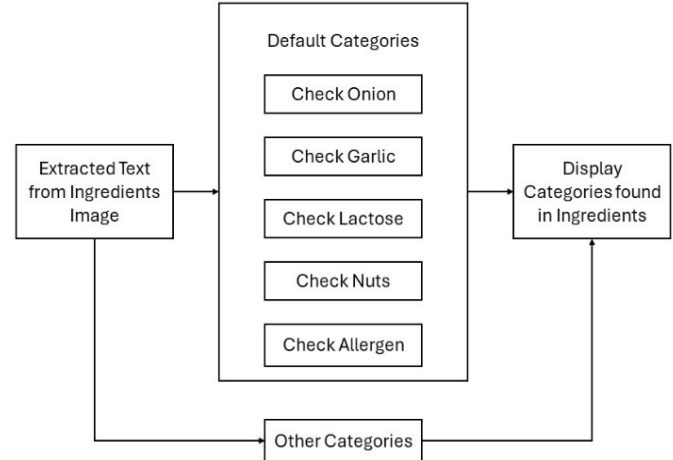 Default Categories
Check Onion
Check Garlic
Check Lactose
Check Nuts
Check Allergen
Extracted Text
from Ingredients
Image
Display
Categories found
in Ingredients
Other Categories